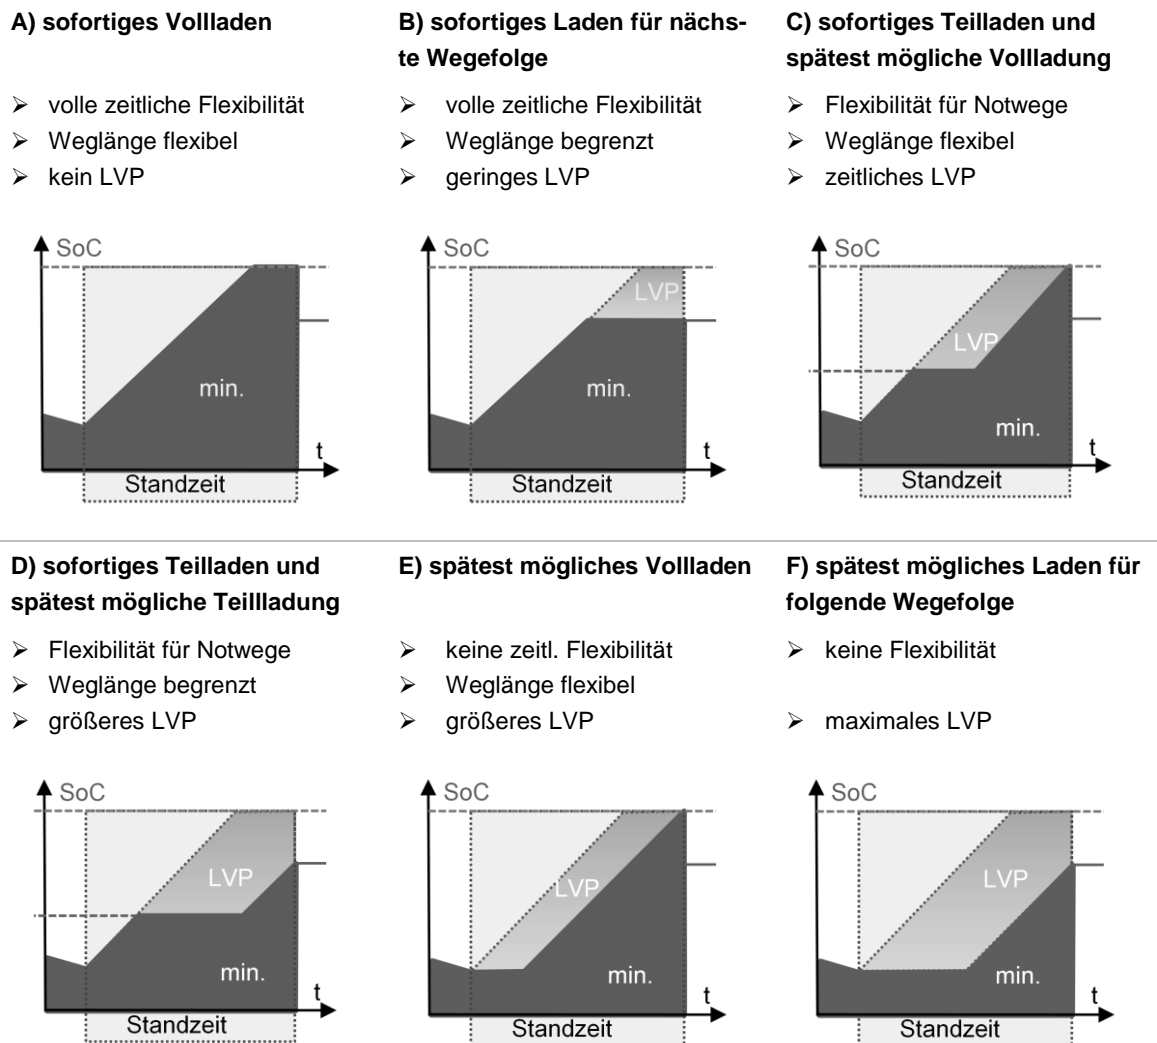 A) sofortiges Vollladen
➢ volle zeitliche Flexibilität
➢ Weglänge flexibel
➢ kein LVP
SoC
min.
t
Standzeit
B) sofortiges Laden für nächs-
te Wegefolge
➢ volle zeitliche Flexibilität
➢ Weglänge begrenzt
➢ geringes LVP
SoC
LVP
min.
t
Standzeit
C) sofortiges Teilladen und
spätest mögliche Vollladung
➢ Flexibilität für Notwege
➢ Weglänge flexibel
➢ zeitliches LVP
SoC
LVP
min.
t
Standzeit
D) sofortiges Teilladen und
spätest mögliche Teillladung
➢ Flexibilität für Notwege
➢ Weglänge begrenzt
➢ größeres LVP
SoC
LVP
min.
t
Standzeit
E) spätest mögliches Vollladen
➢ keine zeitl. Flexibilität
➢ Weglänge flexibel
➢ größeres LVP
SoC
LVP
min.
t
Standzeit
F) spätest mögliches Laden für
folgende Wegefolge
➢ keine Flexibilität
➢ maximales LVP
SoC
LVP
min.
t
Standzeit